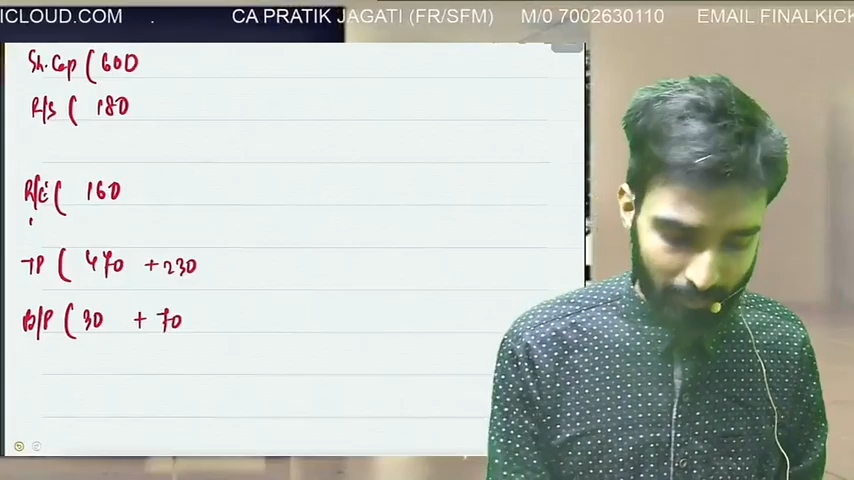 ICLOUD.COM . CA PRATIK JAGATI (FR/SFM) M/0 7002630110 EMAIL FINALKICK
Sh. Cap ( 600
R/S ( 180
R/E ( 160
TP ( 470 + 230
B/P ( 30 + 70